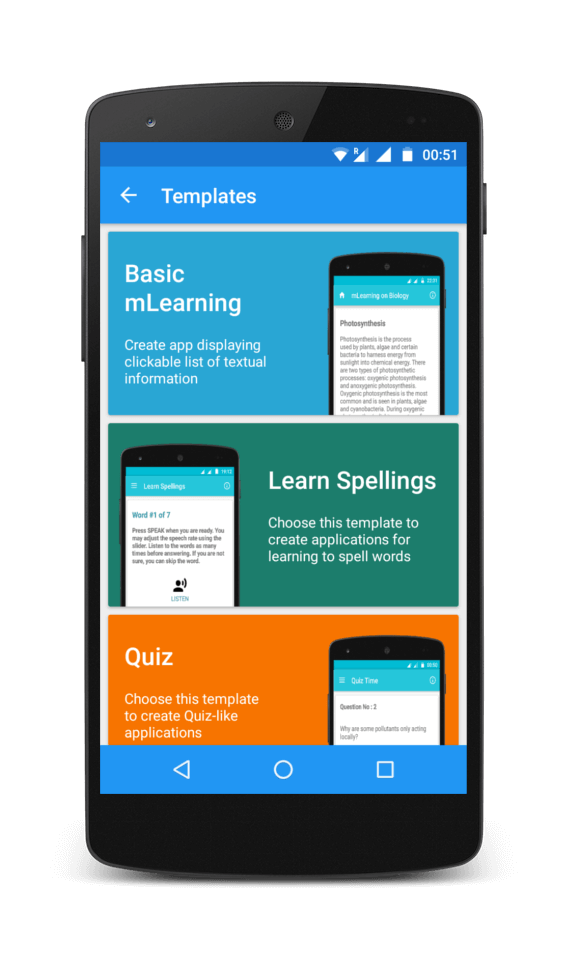 R
00:51
Templates
Basic
mLearning
Create app displaying
clickable list of textual
information
mLearning on Biology
Photosynthesis
Photosynthesis is the process
used by plants, algae and certain
bacteria to harness energy from
sunlight into chemical energy. There
are two types of photosynthetic
processes: oxygenic photosynthesis
and anoxygenic photosynthesis.
Oxygenic photosynthesis is the most
common and is seen in plants, algae
and cyanobacteria. During oxygenic
Learn Spellings
Word #1 of 7
Press SPEAK when you are ready. You
may adjust the speech rate using the
slider. Listen to the words as many
times before answering. If you are not
sure, you can skip the word.
LISTEN
Learn Spellings
Choose this template to
create applications for
learning to spell words
Quiz
Choose this template
to create Quiz-like
applications
Quiz Time
Question No : 2
Why are some pollutants only acting
locally?